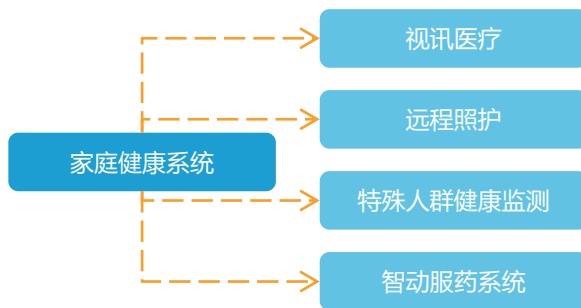 视讯医疗
远程照护
家庭健康系统
特殊人群健康监测
智动服药系统